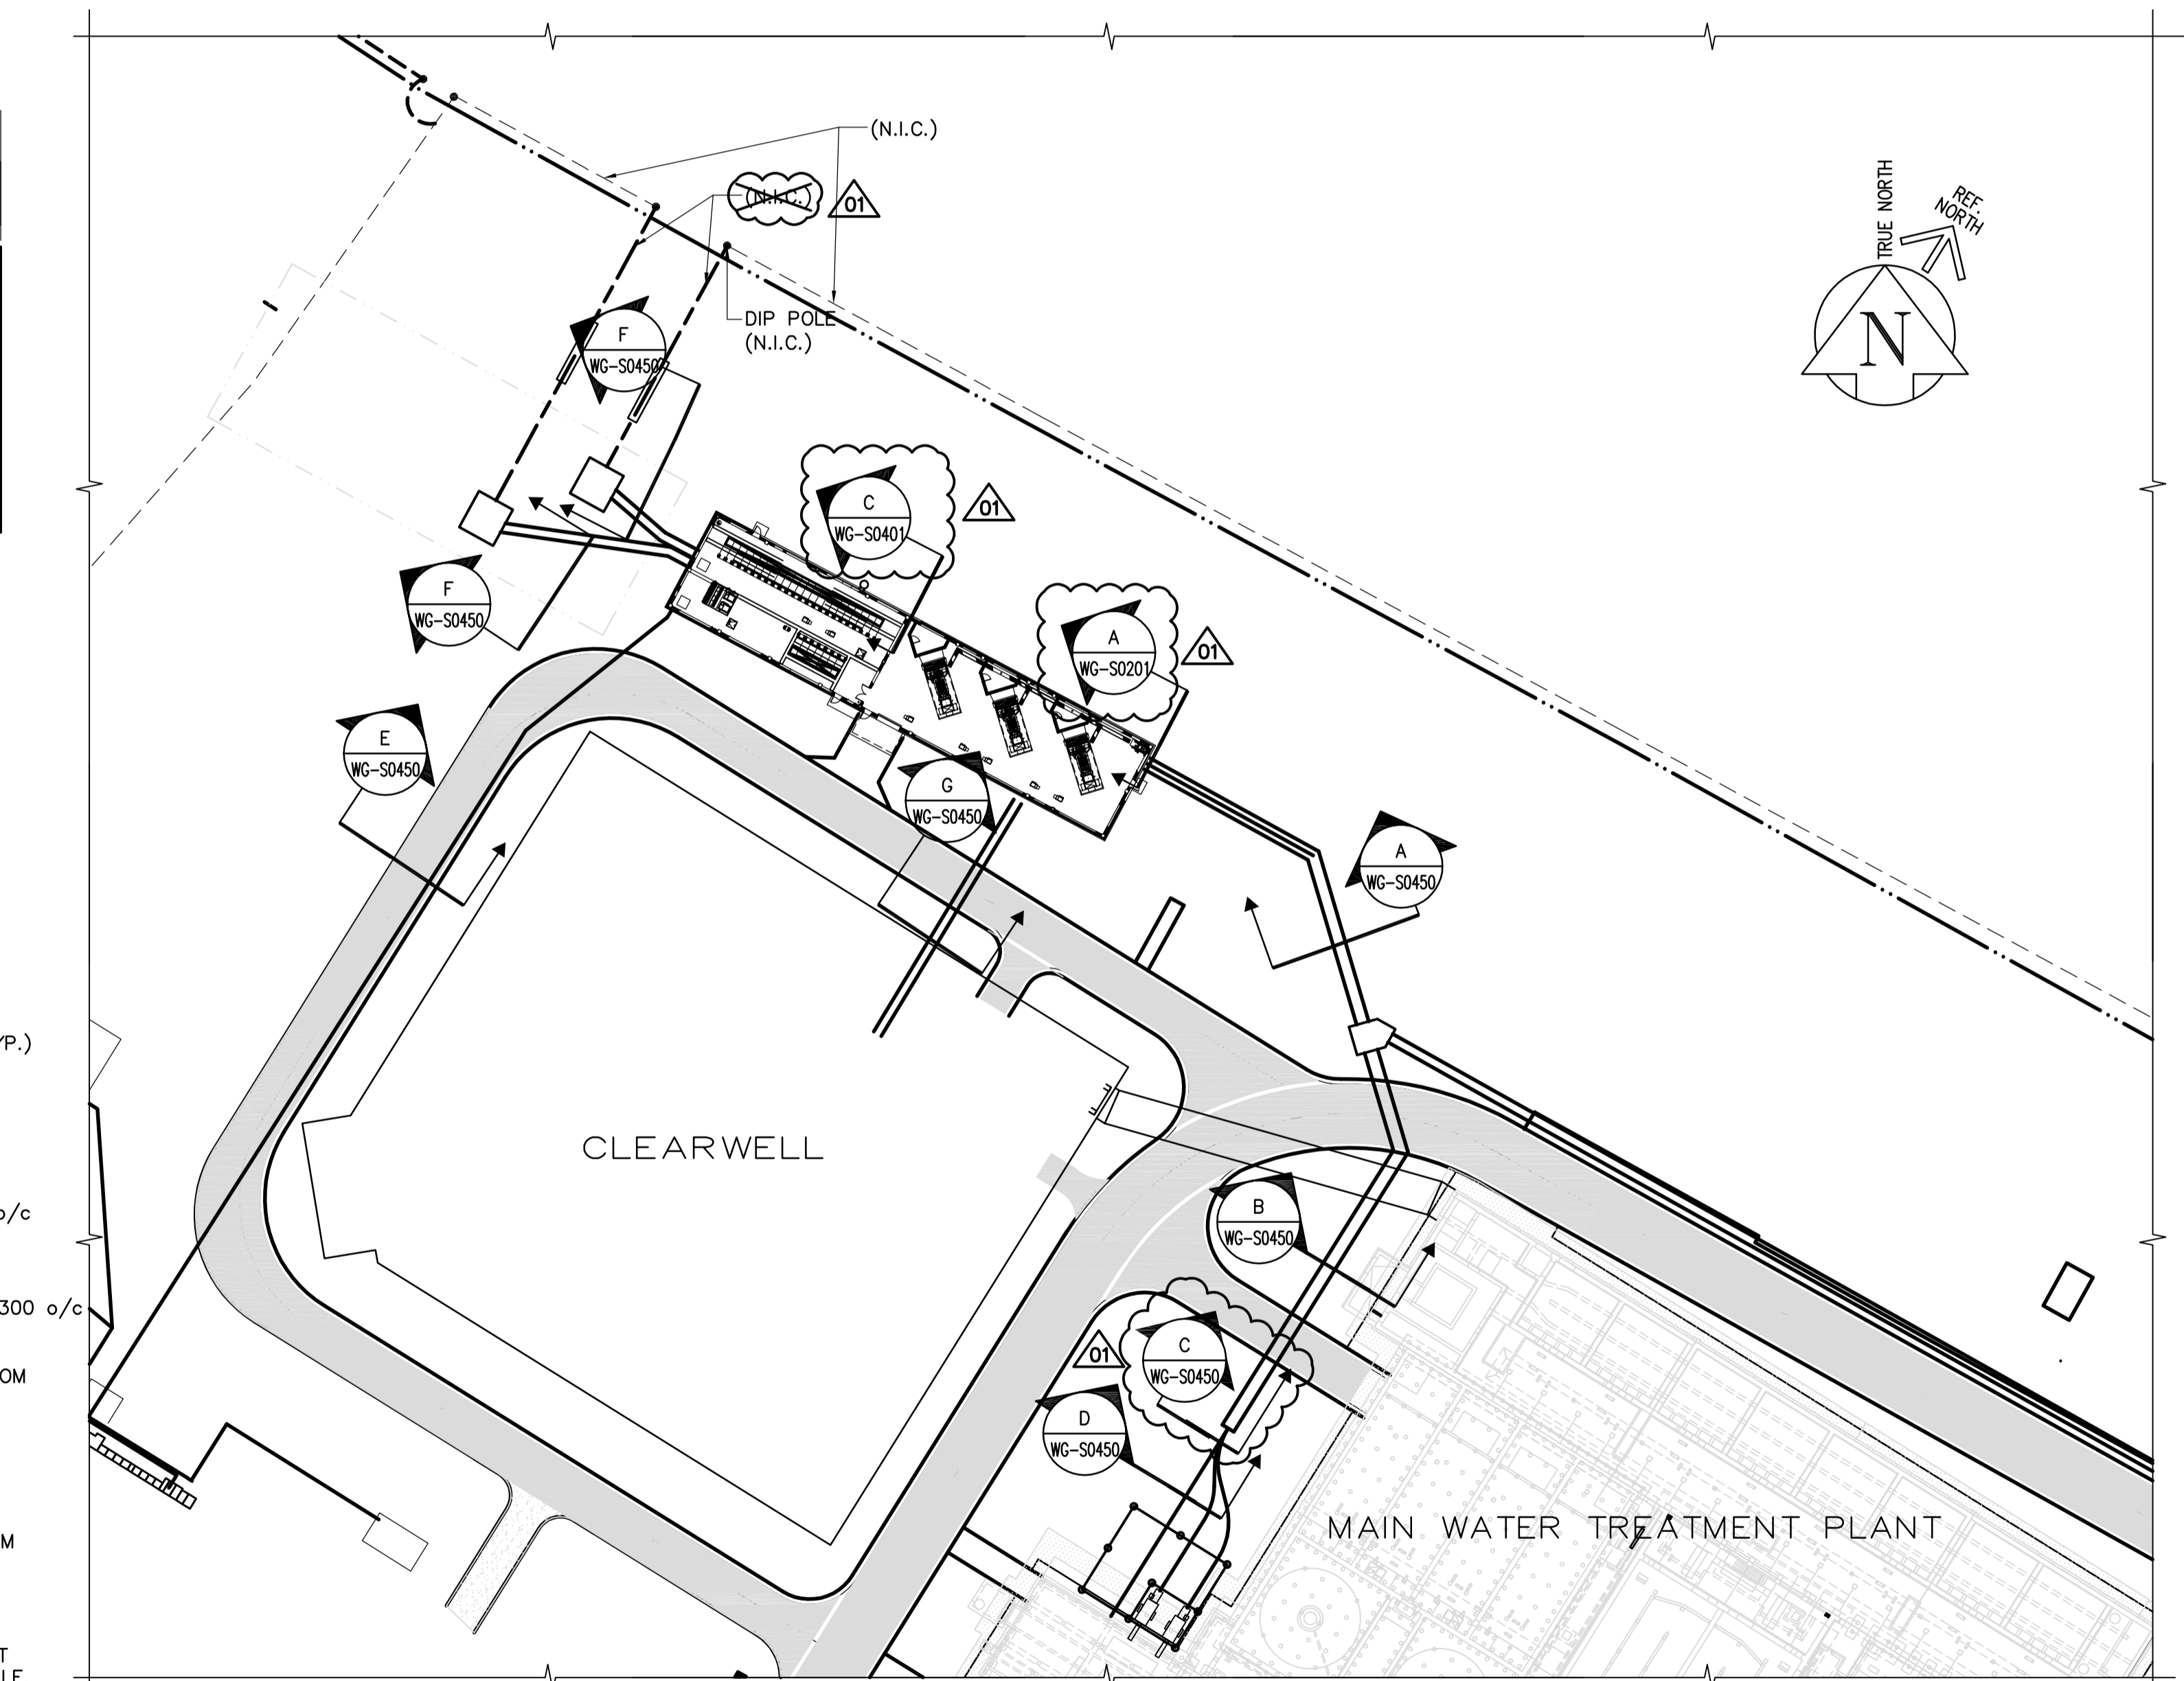 (N.I.C.)
(N.I.C.)
01
TRUE NORTH
REF.
NORTH
N
DIP POLE
(N.I.C.)
F
WG-S0450
C
WG-S0401
01
F
WG-S0450
A
WG-S0201
01
E
WG-S0450
G
WG-S0450
A
WG-S0450
YP.)
CLEARWELL
B
WG-S0450
o/c
300 o/c
C
WG-S0450
01
OM
D
WG-S0450
MAIN WATER TREATMENT PLANT
M
T
LE